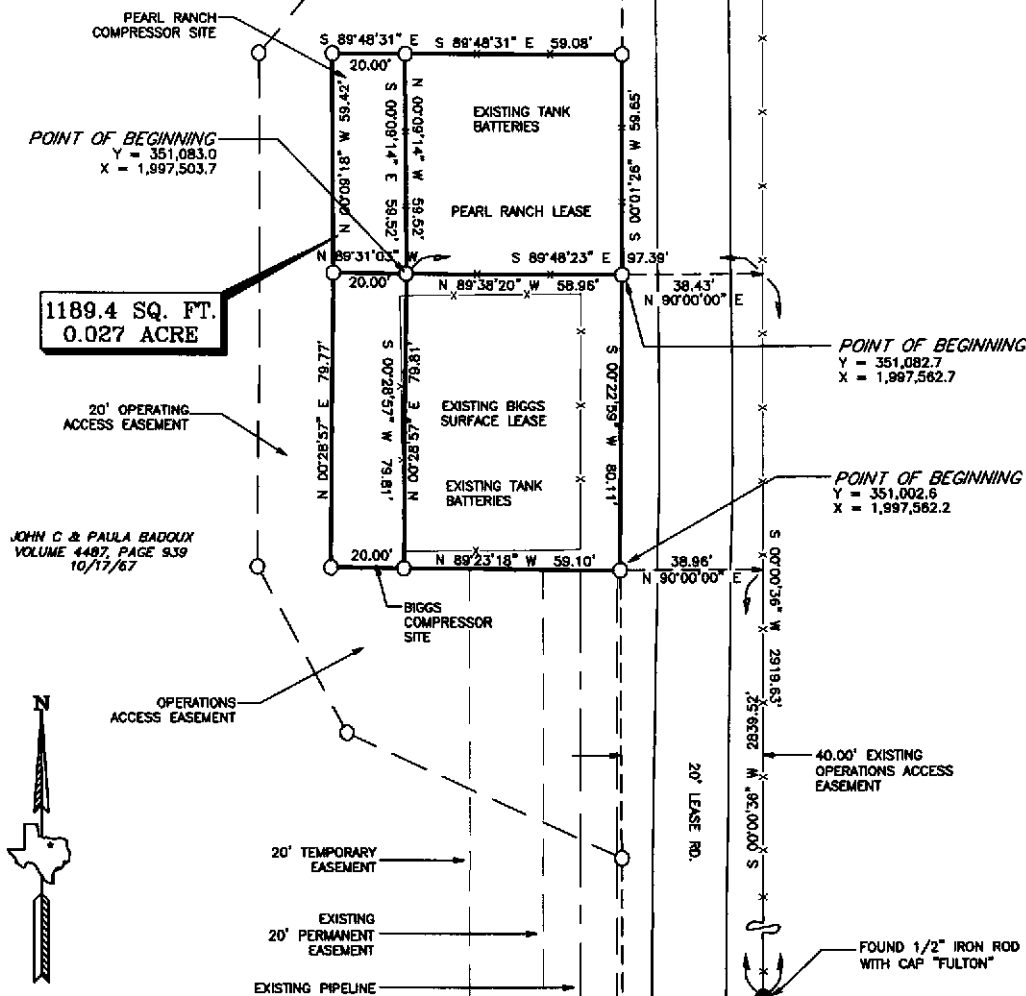 PEARL RANCH
COMPRESSOR SITE
S 89°48'31" E
20.00'
S 89°48'31" E 59.08'
N 00°09'18" W 59.42'
S 00°09'14" E 59.52'
N 00°09'14" W 59.52'
EXISTING TANK
BATTERIES
PEARL RANCH LEASE
S 00°01'26" W 59.65'
POINT OF BEGINNING
Y = 351,083.0
X = 1,997,503.7
N 89°31'03" W
20.00'
S 89°48'23" E 97.39'
N 89°38'20" W 58.96'
38.43'
N 90°00'00" E
1189.4 SQ. FT.
0.027 ACRE
POINT OF BEGINNING
Y = 351,082.7
X = 1,997,562.7
N 00°28'57" E 79.77'
S 00°28'57" W 79.81'
N 00°28'57" E 79.81'
EXISTING BIGGS
SURFACE LEASE
EXISTING TANK
BATTERIES
S 00°22'59" W 80.11'
20' OPERATING
ACCESS EASEMENT
POINT OF BEGINNING
Y = 351,002.6
X = 1,997,562.2
JOHN C & PAULA BADOUX
VOLUME 4487, PAGE 939
10/17/67
20.00'
N 89°23'18" W 59.10'
38.96'
N 90°00'00" E
BIGGS
COMPRESSOR
SITE
S 00°00'36" W 2919.63'
S 00°00'36" W 2839.52'
OPERATIONS
ACCESS EASEMENT
N
40.00' EXISTING
OPERATIONS ACCESS
EASEMENT
20' LEASE RD.
20' TEMPORARY
EASEMENT
EXISTING
20' PERMANENT
EASEMENT
FOUND 1/2" IRON ROD
WITH CAP "FULTON"
EXISTING PIPELINE